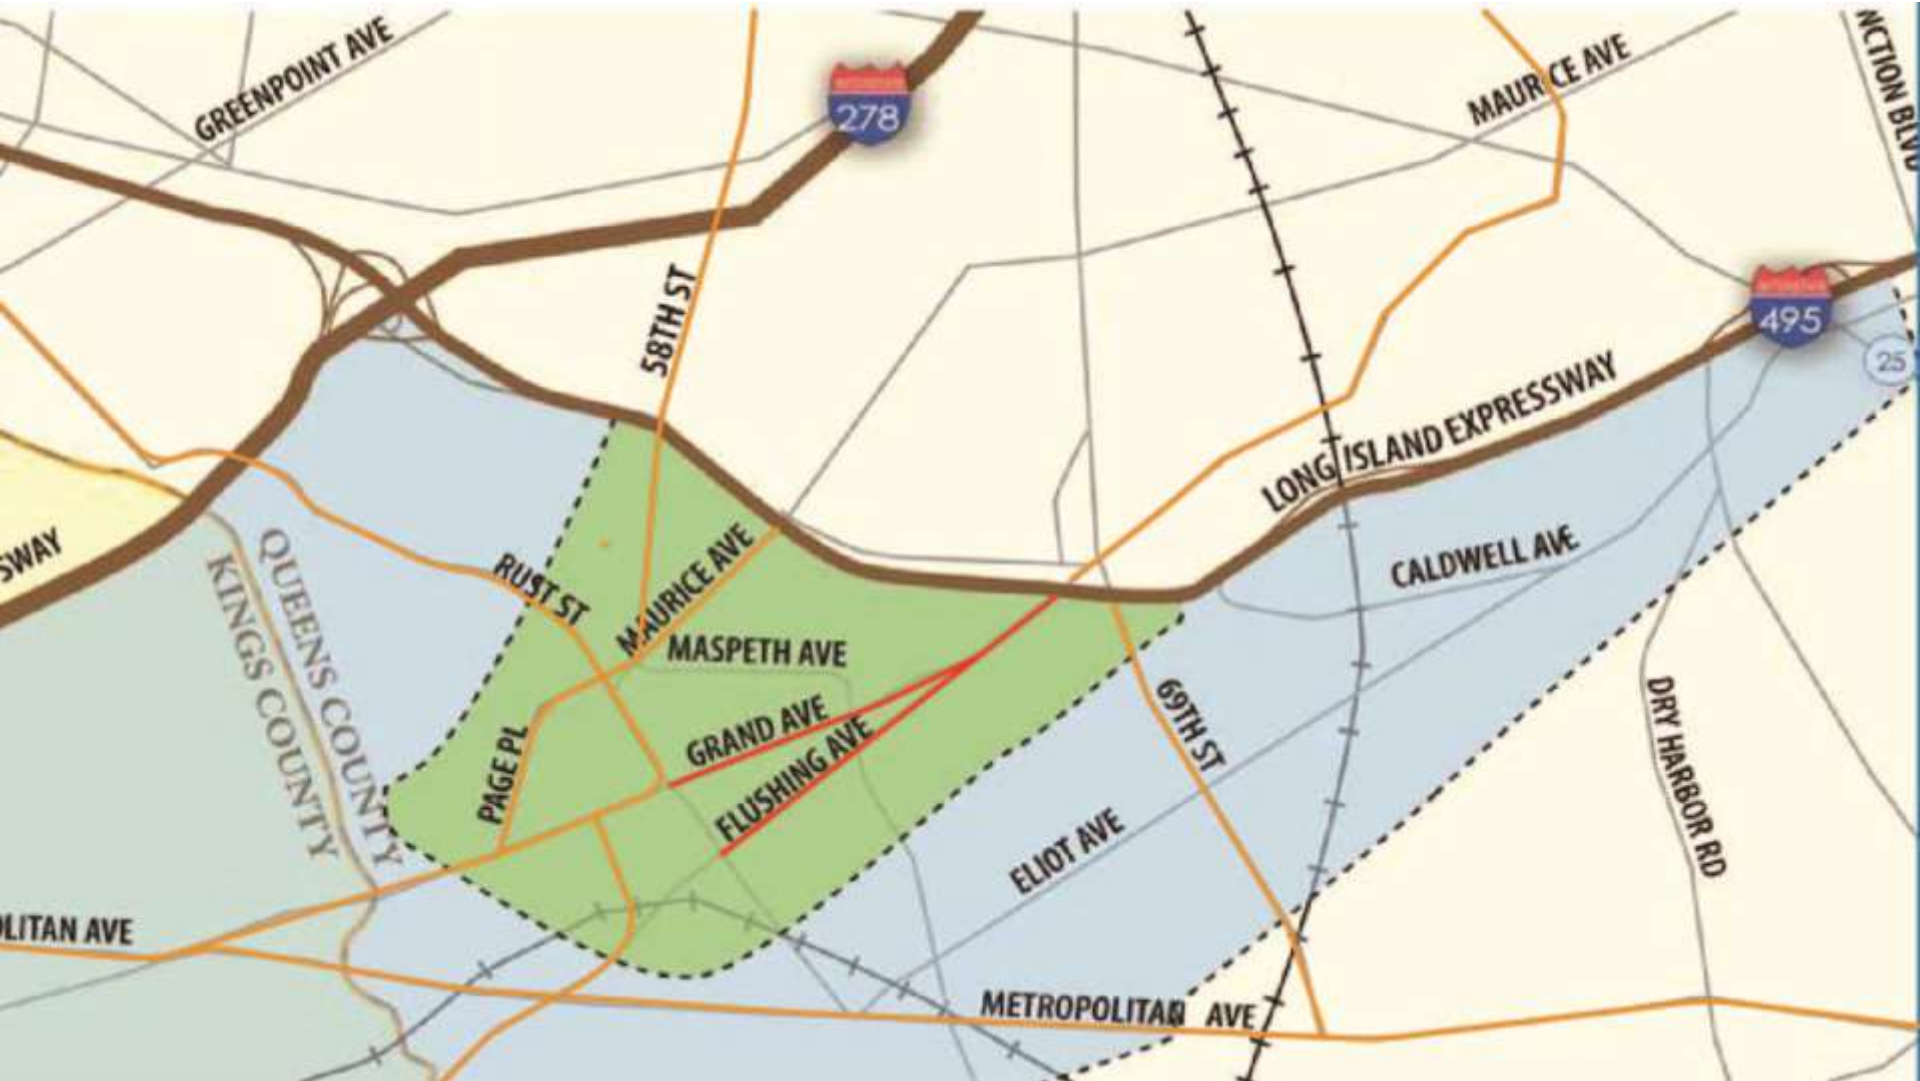 GREENPOINT AVE
278
MAURICE AVE
NCTION BLVD
58TH ST
495
25
LONG ISLAND EXPRESSWAY
SWAY
QUEENS COUNTY
KINGS COUNTY
RUST ST
MAURICE AVE
CALDWELL AVE
MASPETH AVE
GRAND AVE
FLUSHING AVE
PAGE PL
69TH ST
DRY HARBOR RD
ELIOT AVE
OLITAN AVE
METROPOLITAN AVE